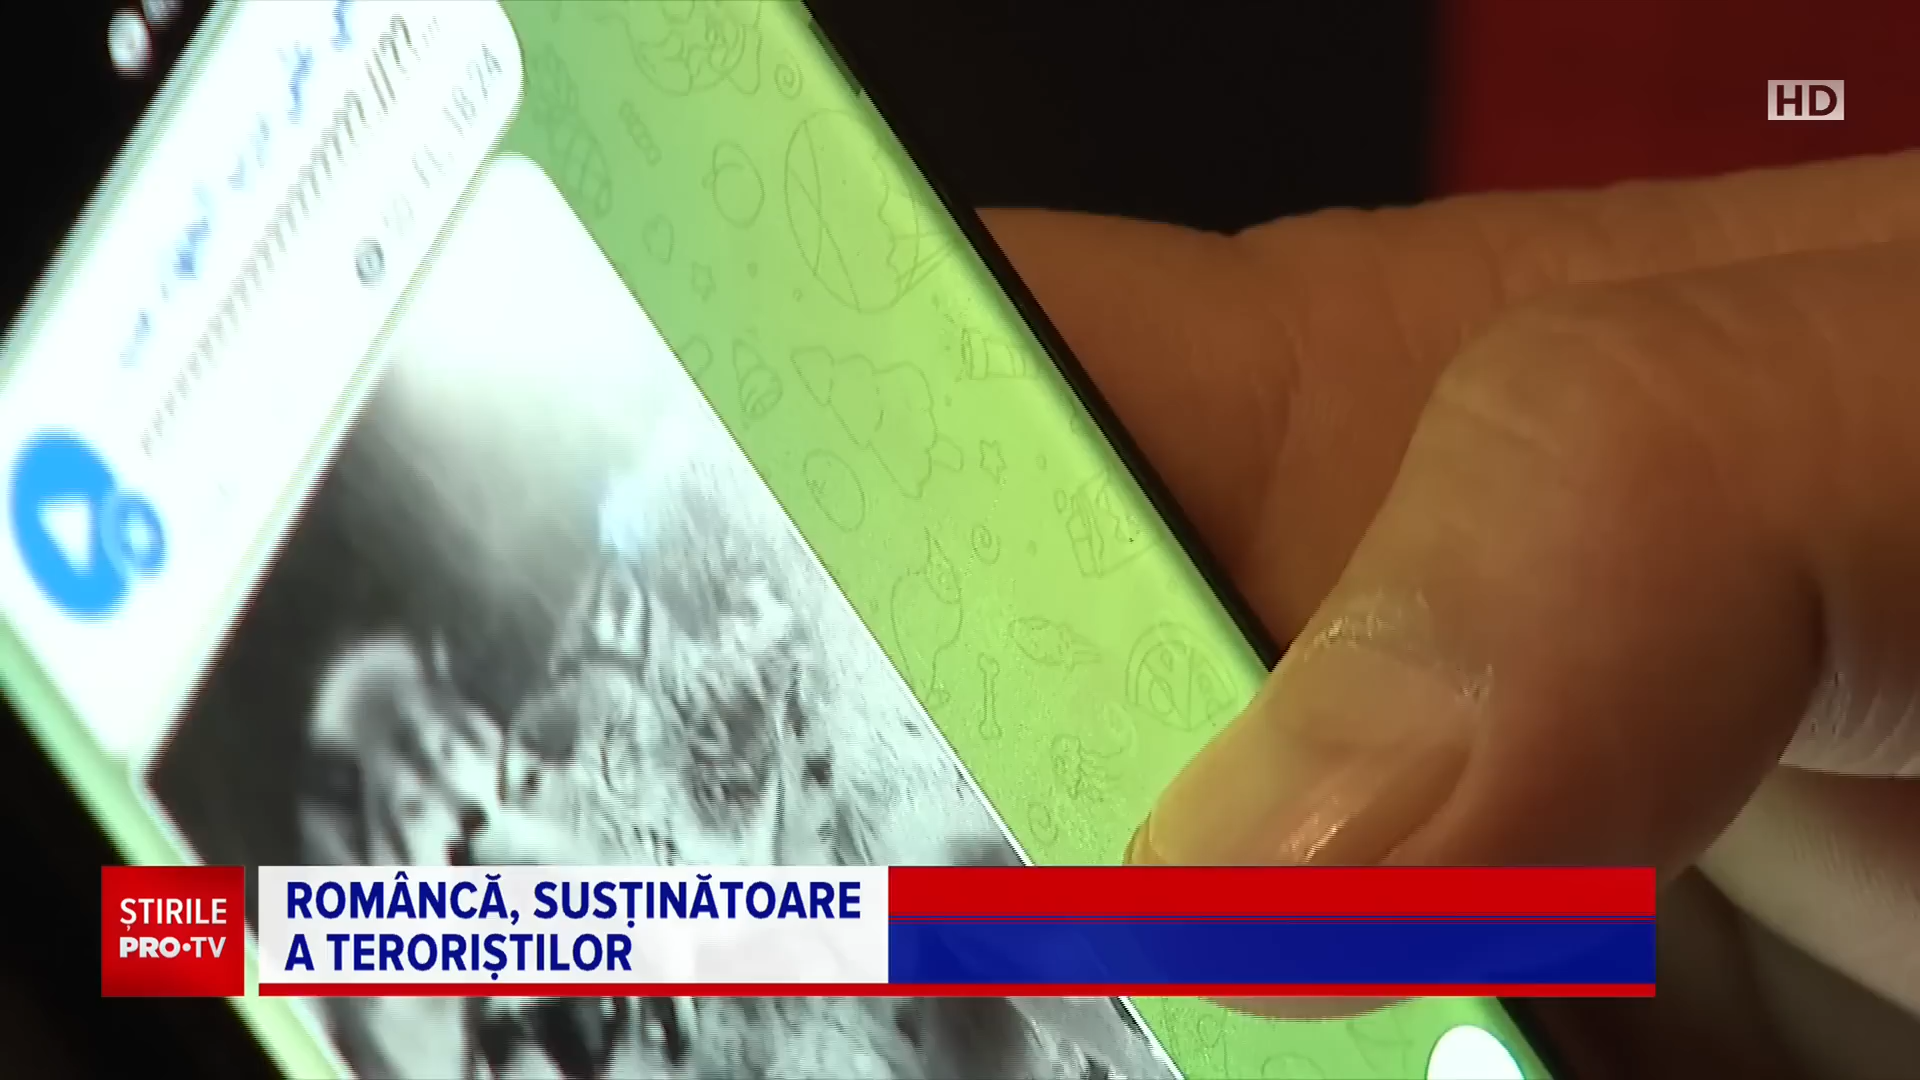 HD
ȘTIRILE
PRO•TV
ROMÂNCĂ, SUSȚINĂTOARE
A TERORIȘTILOR